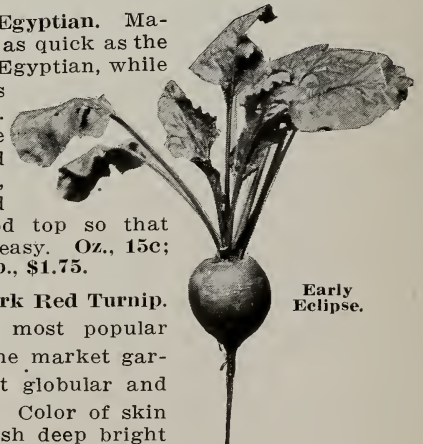 Egyptian. Ma-
as quick as the
Egyptian, while
s
e
d
,
d
d top so that
easy. Oz., 15c;
b., $1.75.
rk Red Turnip.
most popular
he market gar-
t globular and
Color of skin
sh deep bright
Early
Eclipse.